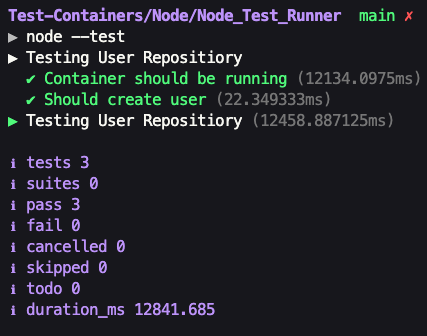 Test-Containers/Node/Node_Test_Runner main ✗
▶ node --test
▶ Testing User Repositiory
✔ Container should be running (12134.0975ms)
✔ Should create user (22.349333ms)
▶ Testing User Repositiory (12458.887125ms)
ℹ tests 3
ℹ suites 0
ℹ pass 3
ℹ fail 0
ℹ cancelled 0
ℹ skipped 0
ℹ todo 0
ℹ duration_ms 12841.685